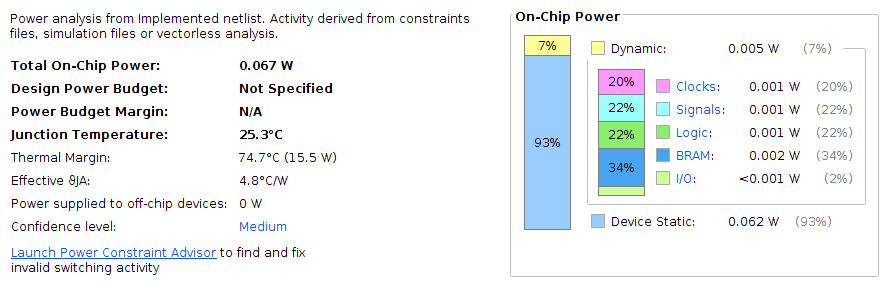 Power analysis from Implemented netlist. Activity derived from constraints
files, simulation files or vectorless analysis.
Total On-Chip Power: 0.067 W
Design Power Budget: Not Specified
Power Budget Margin: N/A
Junction Temperature: 25.3°C
Thermal Margin: 74.7°C (15.5 W)
Effective ϑJA: 4.8°C/W
Power supplied to off-chip devices: 0 W
Confidence level: Medium
Launch Power Constraint Advisor to find and fix
invalid switching activity
On-Chip Power
7%
93%
Dynamic: 0.005 W (7%)
20%
22%
22%
34%
Clocks: 0.001 W (20%)
Signals: 0.001 W (22%)
Logic: 0.001 W (22%)
BRAM: 0.002 W (34%)
I/O: <0.001 W (2%)
Device Static: 0.062 W (93%)